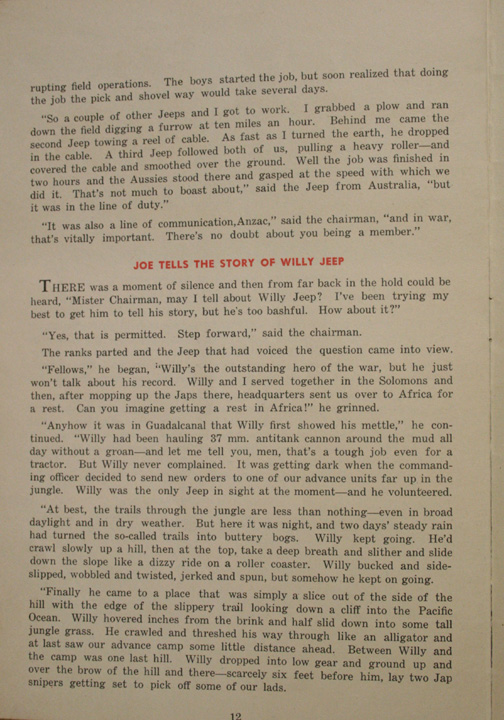 rupting field operations. The boys started the job, but soon realized that doing
the job the pick and shovel way would take several days.
"So a couple of other Jeeps and I got to work. I grabbed a plow and ran
down the field digging a furrow at ten miles an hour. Behind me came the
second Jeep towing a reel of cable. As fast as I turned the earth, he dropped
in the cable. A third Jeep followed both of us, pulling a heavy roller—and
covered the cable and smoothed over the ground. Well the job was finished in
two hours and the Aussies stood there and gasped at the speed with which we
did it. That's not much to boast about," said the Jeep from Australia, "but
it was in the line of duty."
"It was also a line of communication,Anzac," said the chairman, "and in war,
that's vitally important. There's no doubt about you being a member."
JOE TELLS THE STORY OF WILLY JEEP
THERE was a moment of silence and then from far back in the hold could be
heard, "Mister Chairman, may I tell about Willy Jeep? I've been trying my
best to get him to tell his story, but he's too bashful. How about it?"
"Yes, that is permitted. Step forward," said the chairman.
The ranks parted and the Jeep that had voiced the question came into view.
"Fellows," he began, "Willy's the outstanding hero of the war, but he just
won't talk about his record. Willy and I served together in the Solomons and
then, after mopping up the Japs there, headquarters sent us over to Africa for
a rest. Can you imagine getting a rest in Africa!" he grinned.
"Anyhow it was in Guadalcanal that Willy first showed his mettle," he con-
tinued. "Willy had been hauling 37 mm. antitank cannon around the mud all
day without a groan—and let me tell you, men, that's a tough job even for a
tractor. But Willy never complained. It was getting dark when the command-
ing officer decided to send new orders to one of our advance units far up in the
jungle. Willy was the only Jeep in sight at the moment—and he volunteered.
"At best, the trails through the jungle are less than nothing—even in broad
daylight and in dry weather. But here it was night, and two days' steady rain
had turned the so-called trails into buttery bogs. Willy kept going. He'd
crawl slowly up a hill, then at the top, take a deep breath and slither and slide
down the slope like a dizzy ride on a roller coaster. Willy bucked and side-
slipped, wobbled and twisted, jerked and spun, but somehow he kept on going.
"Finally he came to a place that was simply a slice out of the side of the
hill with the edge of the slippery trail looking down a cliff into the Pacific
Ocean. Willy hovered inches from the brink and half slid down into some tall
jungle grass. He crawled and threshed his way through like an alligator and
at last saw our advance camp some little distance ahead. Between Willy and
the camp was one last hill. Willy dropped into low gear and ground up and
over the brow of the hill and there—scarcely six feet before him, lay two Jap
snipers getting set to pick off some of our lads.
12